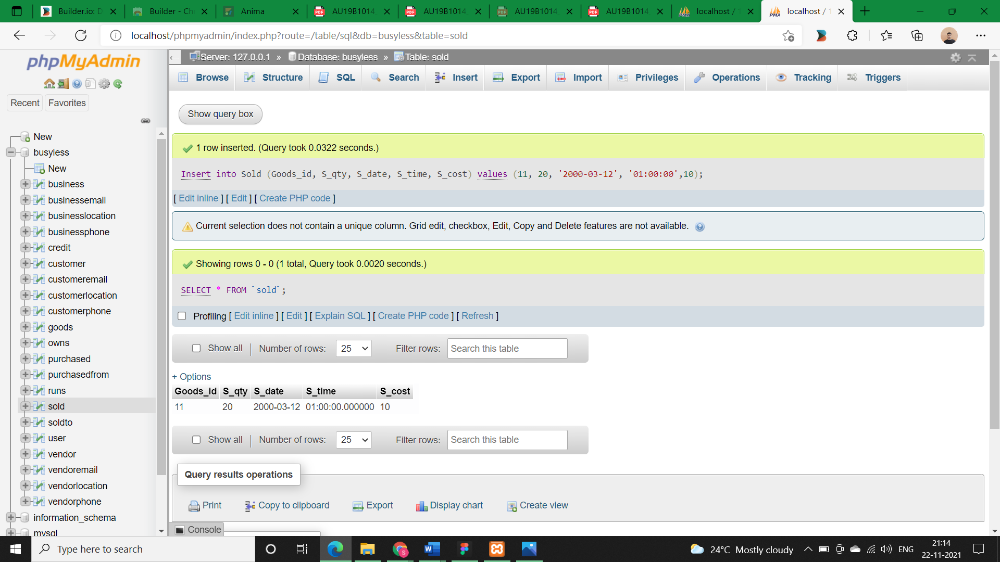 Builder.io: D
Builder - Ch
Anima
AU19B1014_
AU19B1014_
AU19B1014_
AU19B1014_
localhost / 1
localhost / 1
localhost/phpmyadmin/index.php?route=/table/sql&db=busyless&table=sold
phpMyAdmin
Recent
Favorites
New
busyless
New
business
businessemail
businesslocation
businessphone
credit
customer
customeremail
customerlocation
customerphone
goods
owns
purchased
purchasedfrom
runs
sold
soldto
user
vendor
vendoremail
vendorlocation
vendorphone
information_schema
mysql
Server: 127.0.0.1 » Database: busyless » Table: sold
Browse Structure SQL Search Insert Export Import Privileges Operations Tracking Triggers
Show query box
1 row inserted. (Query took 0.0322 seconds.)
Insert into Sold (Goods_id, S_qty, S_date, S_time, S_cost) values (11, 20, '2000-03-12', '01:00:00',10);
[ Edit inline ] [ Edit ] [ Create PHP code ]
Current selection does not contain a unique column. Grid edit, checkbox, Edit, Copy and Delete features are not available.
Showing rows 0 - 0 (1 total, Query took 0.0020 seconds.)
SELECT * FROM `sold`;
Profiling [ Edit inline ] [ Edit ] [ Explain SQL ] [ Create PHP code ] [ Refresh ]
Show all | Number of rows: 25 Filter rows: Search this table
+ Options
Goods_id S_qty S_date S_time S_cost
11 20 2000-03-12 01:00:00.000000 10
Show all | Number of rows: 25 Filter rows: Search this table
Query results operations
Print Copy to clipboard Export Display chart Create view
Console
Type here to search
24°C Mostly cloudy
ENG
21:14
22-11-2021